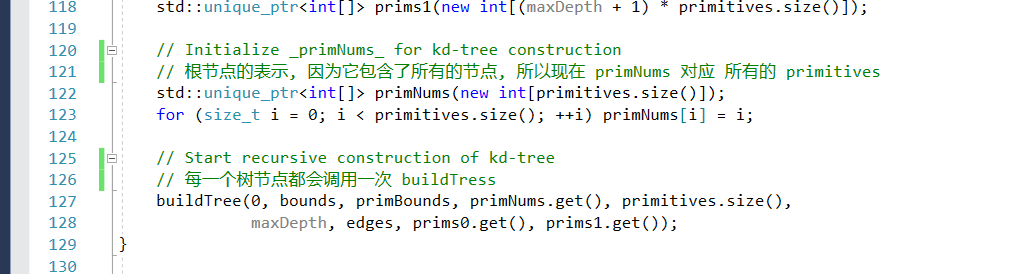 118 std::unique_ptr<int[]> prims1(new int[(maxDepth + 1) * primitives.size()]);
119
120 // Initialize _primNums_ for kd-tree construction
121 // 根节点的表示, 因为它包含了所有的节点, 所以现在 primNums 对应 所有的 primitives
122 std::unique_ptr<int[]> primNums(new int[primitives.size()]);
123 for (size_t i = 0; i < primitives.size(); ++i) primNums[i] = i;
124
125 // Start recursive construction of kd-tree
126 // 每一个树节点都会调用一次 buildTress
127 buildTree(0, bounds, primBounds, primNums.get(), primitives.size(),
128 maxDepth, edges, prims0.get(), prims1.get());
129 }
130